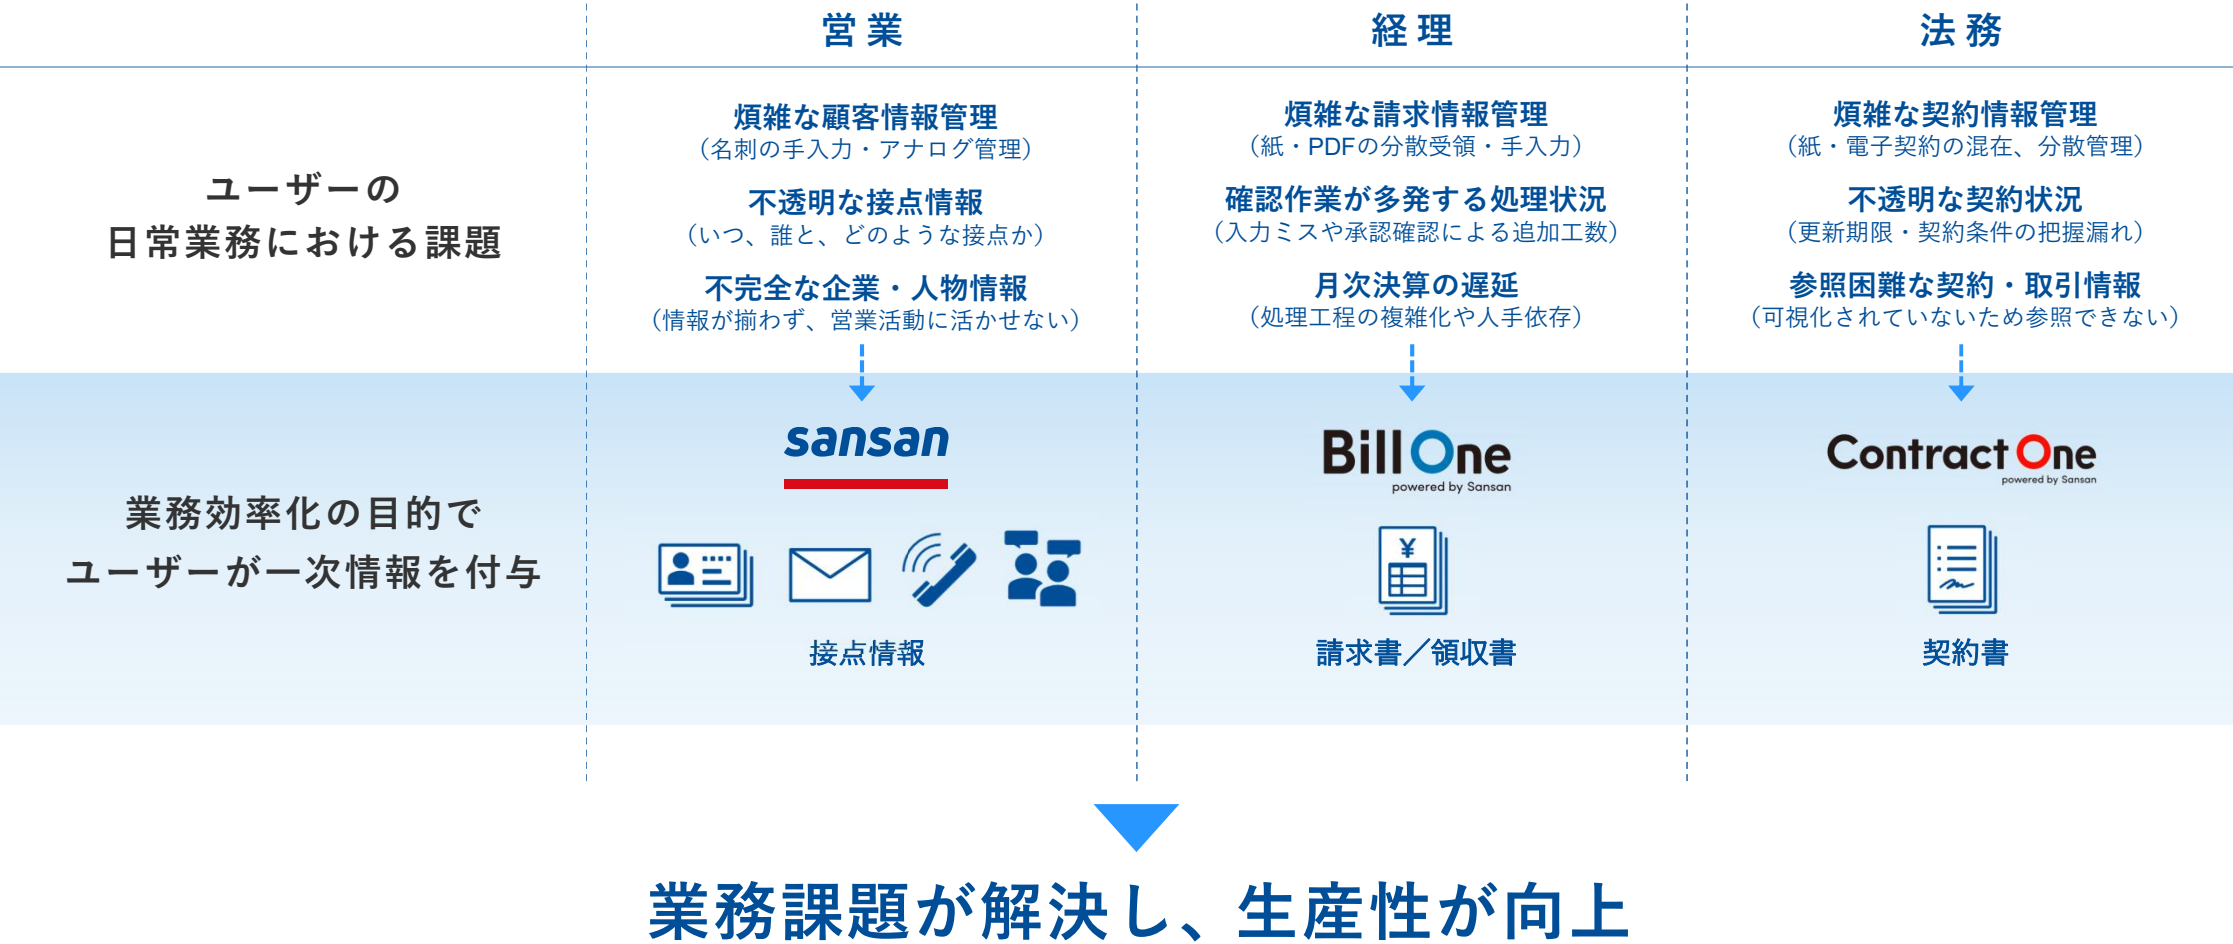 営業
経理
法務
ユーザーの
日常業務における課題
煩雑な顧客情報管理
（名刺の手入力・アナログ管理）
不透明な接点情報
（いつ、誰と、どのような接点か）
不完全な企業・人物情報
（情報が揃わず、営業活動に活かせない）
煩雑な請求情報管理
（紙・PDFの分散受領・手入力）
確認作業が多発する処理状況
（入力ミスや承認確認による追加工数）
月次決算の遅延
（処理工程の複雑化や人手依存）
煩雑な契約情報管理
（紙・電子契約の混在、分散管理）
不透明な契約状況
（更新期限・契約条件の把握漏れ）
参照困難な契約・取引情報
（可視化されていないため参照できない）
業務効率化の目的で
ユーザーが一次情報を付与
sansan
接点情報
Bill One
powered by Sansan
¥
請求書／領収書
Contract One
powered by Sansan
契約書
業務課題が解決し、生産性が向上